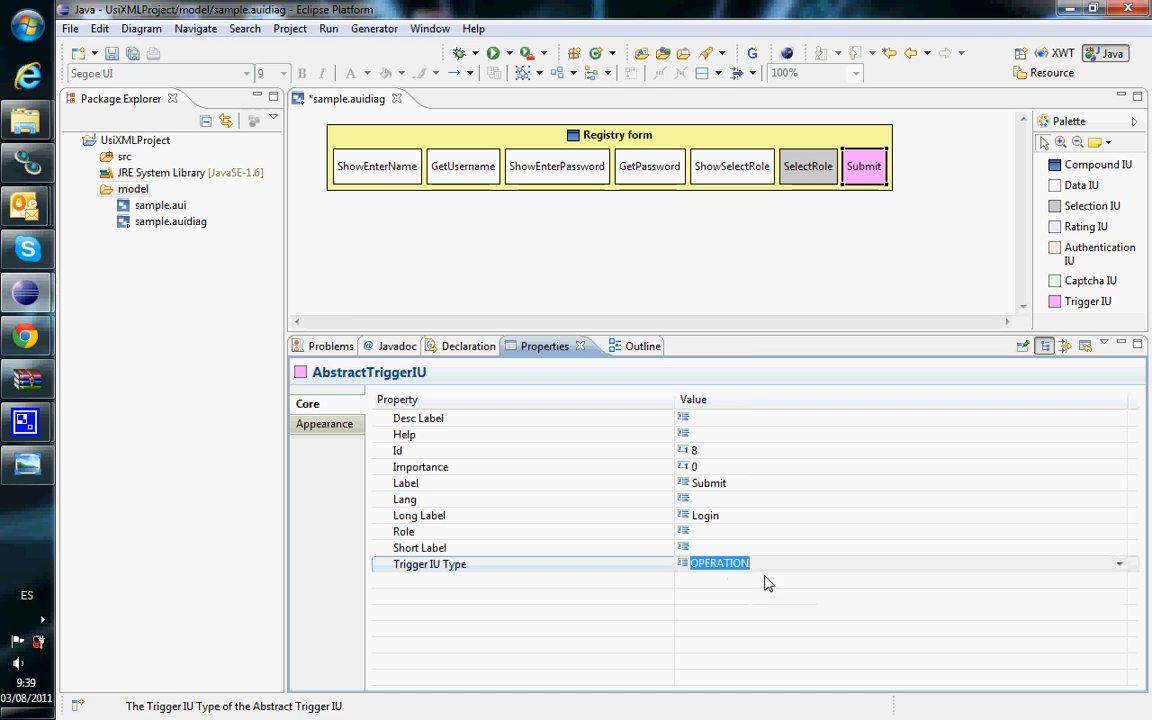 Java - UsiXMLProject/model/sample.auidiag - Eclipse Platform
File Edit Diagram Navigate Search Project Run Generator Window Help
XWT Java
Segoe UI 9 B I A 100% Resource
Package Explorer
UsiXMLProject
src
JRE System Library [JavaSE-1.6]
model
sample.aui
sample.auidiag
*sample.auidiag
Registry form
ShowEnterName GetUsername ShowEnterPassword GetPassword ShowSelectRole SelectRole Submit
Palette
Compound IU
Data IU
Selection IU
Rating IU
Authentication
IU
Captcha IU
Trigger IU
Problems @ Javadoc Declaration Properties Outline
AbstractTriggerIU
Core
Appearance
Property Value
Desc Label
Help
Id 8
Importance 0
Label Submit
Lang
Long Label Login
Role
Short Label
Trigger IU Type OPERATION
The Trigger IU Type of the Abstract Trigger IU
ES
9:39
03/08/2011